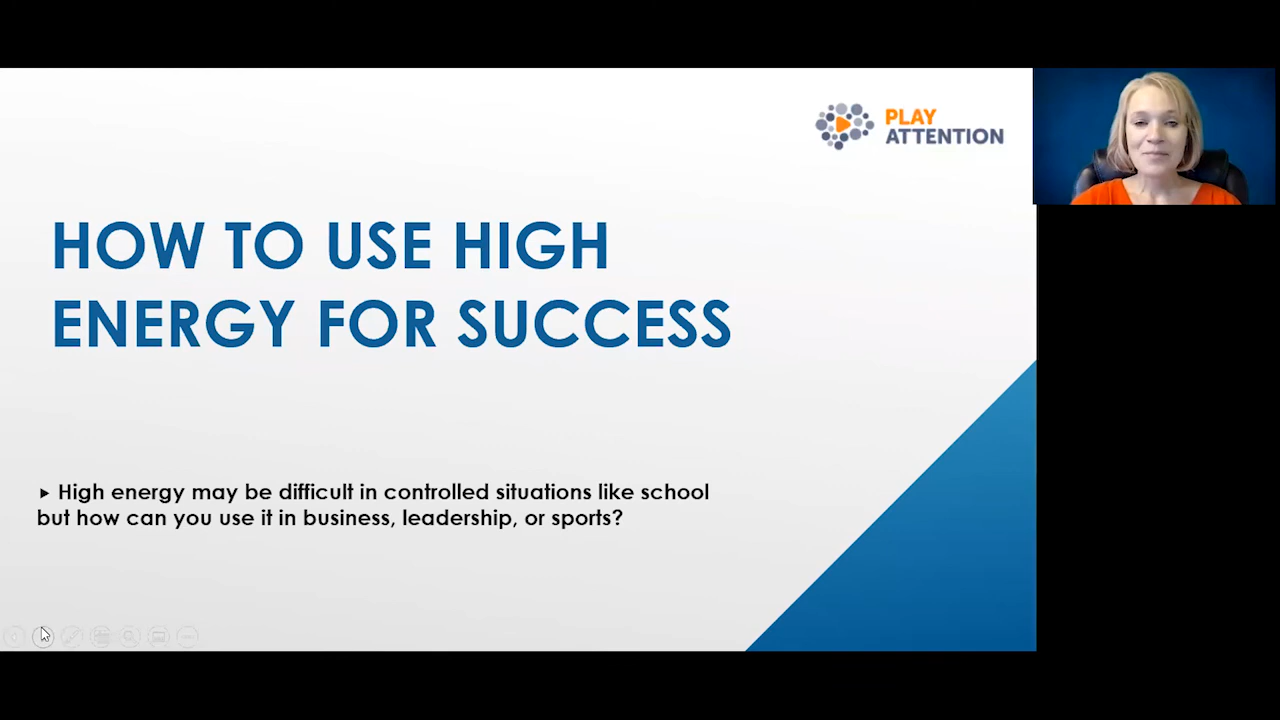 PLAY
ATTENTION
HOW TO USE HIGH
ENERGY FOR SUCCESS
High energy may be difficult in controlled situations like school
but how can you use it in business, leadership, or sports?